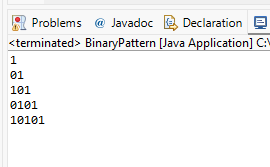 Problems @ Javadoc Declaration
<terminated> BinaryPattern [Java Application] C:\
1
01
101
0101
10101